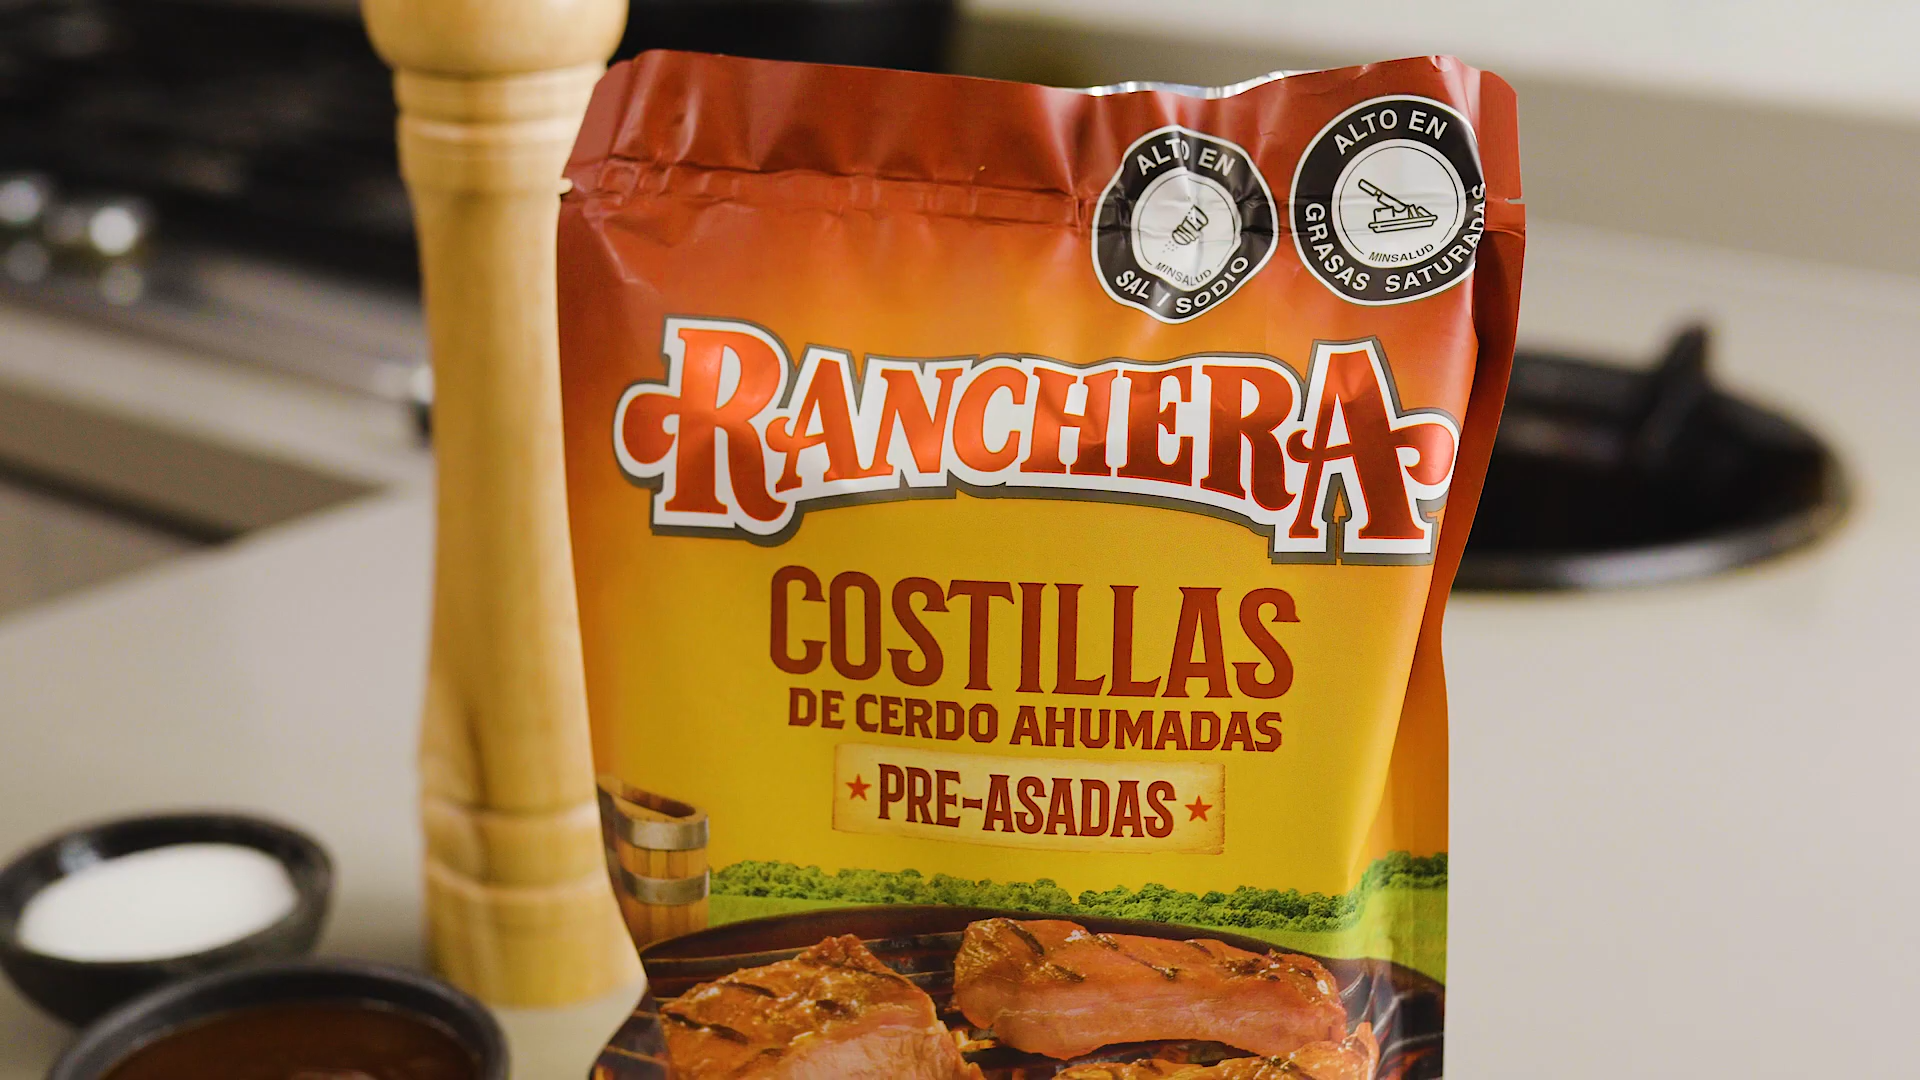 ALTO EN
MINSALUD
SAL / SODIO
ALTO EN
MINSALUD
GRASAS SATURADAS
RANCHERA
COSTILLAS
DE CERDO AHUMADAS
PRE-ASADAS